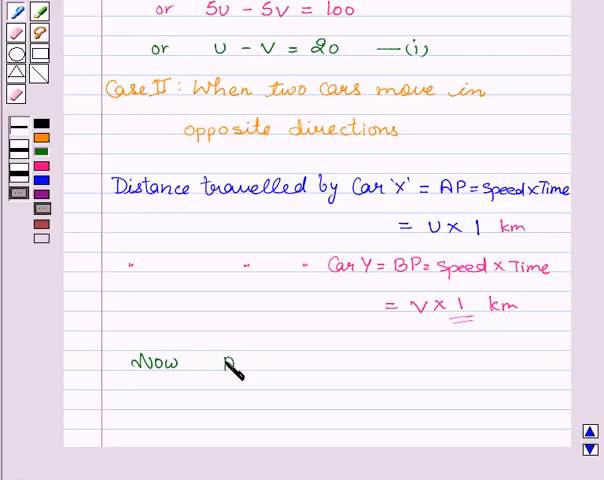 or 5u - 5v = 100
or u - v = 20 —(i)
Case II : When two cars move in
opposite directions
Distance travelled by Car 'X' = AP = Speed x Time
= u x 1 km
" " " Car Y = BP = Speed x Time
= v x 1 km
Now